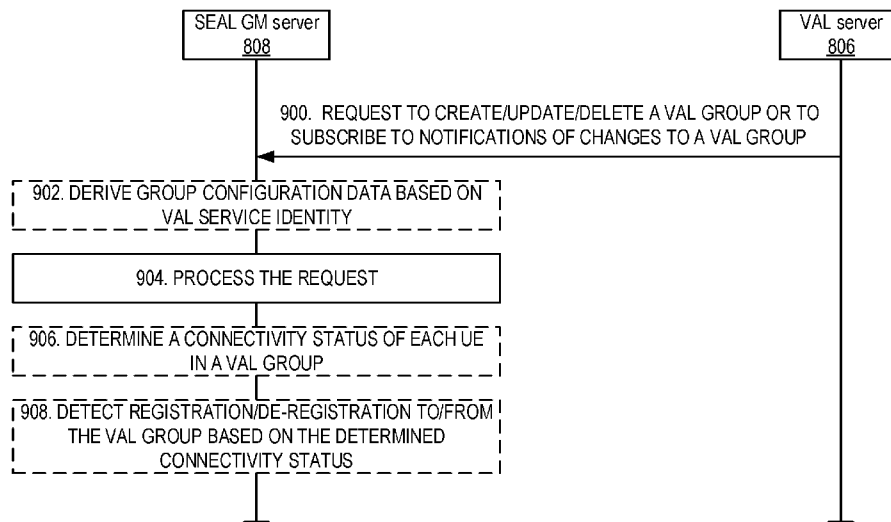 SEAL GM server
808
VAL server
806
900. REQUEST TO CREATE/UPDATE/DELETE A VAL GROUP OR TO
SUBSCRIBE TO NOTIFICATIONS OF CHANGES TO A VAL GROUP
902. DERIVE GROUP CONFIGURATION DATA BASED ON
VAL SERVICE IDENTITY
904. PROCESS THE REQUEST
906. DETERMINE A CONNECTIVITY STATUS OF EACH UE
IN A VAL GROUP
908. DETECT REGISTRATION/DE-REGISTRATION TO/FROM
THE VAL GROUP BASED ON THE DETERMINED
CONNECTIVITY STATUS